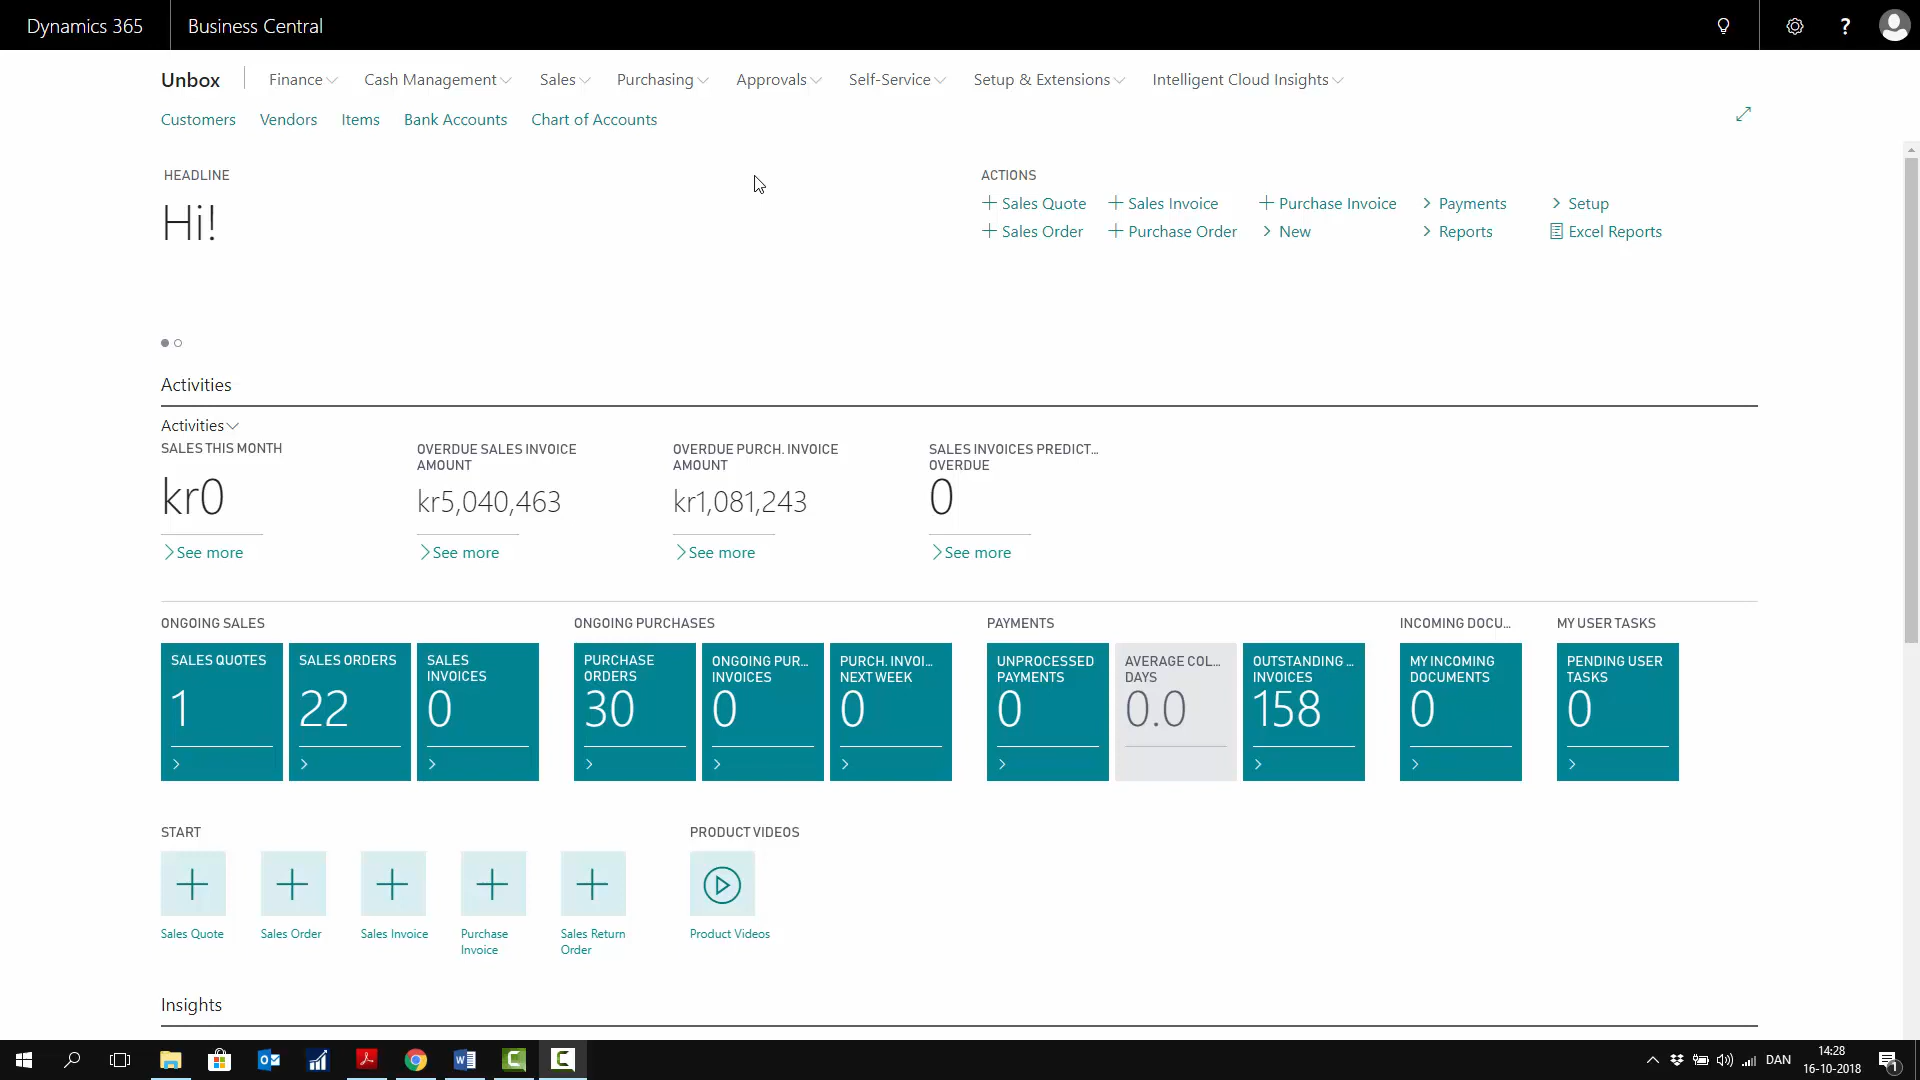 Dynamics 365
Business Central
?
Unbox
Finance
Cash Management
Sales
Purchasing
Approvals
Self-Service
Setup & Extensions
Intelligent Cloud Insights
Customers
Vendors
Items
Bank Accounts
Chart of Accounts
HEADLINE
Hi!
ACTIONS
Sales Quote
Sales Invoice
Purchase Invoice
Payments
Setup
Sales Order
Purchase Order
New
Reports
Excel Reports
Activities
Activities
SALES THIS MONTH
kr0
See more
OVERDUE SALES INVOICE
AMOUNT
kr5,040,463
See more
OVERDUE PURCH. INVOICE
AMOUNT
kr1,081,243
See more
SALES INVOICES PREDICT...
OVERDUE
0
See more
ONGOING SALES
SALES QUOTES
1
SALES ORDERS
22
SALES
INVOICES
0
ONGOING PURCHASES
PURCHASE
ORDERS
30
ONGOING PUR...
INVOICES
0
PURCH. INVOI...
NEXT WEEK
0
PAYMENTS
UNPROCESSED
PAYMENTS
0
AVERAGE COL...
DAYS
0.0
OUTSTANDING ...
INVOICES
158
INCOMING DOCU...
MY INCOMING
DOCUMENTS
0
MY USER TASKS
PENDING USER
TASKS
0
START
Sales Quote
Sales Order
Sales Invoice
Purchase
Invoice
Sales Return
Order
PRODUCT VIDEOS
Product Videos
Insights
DAN
14:28
16-10-2018
1